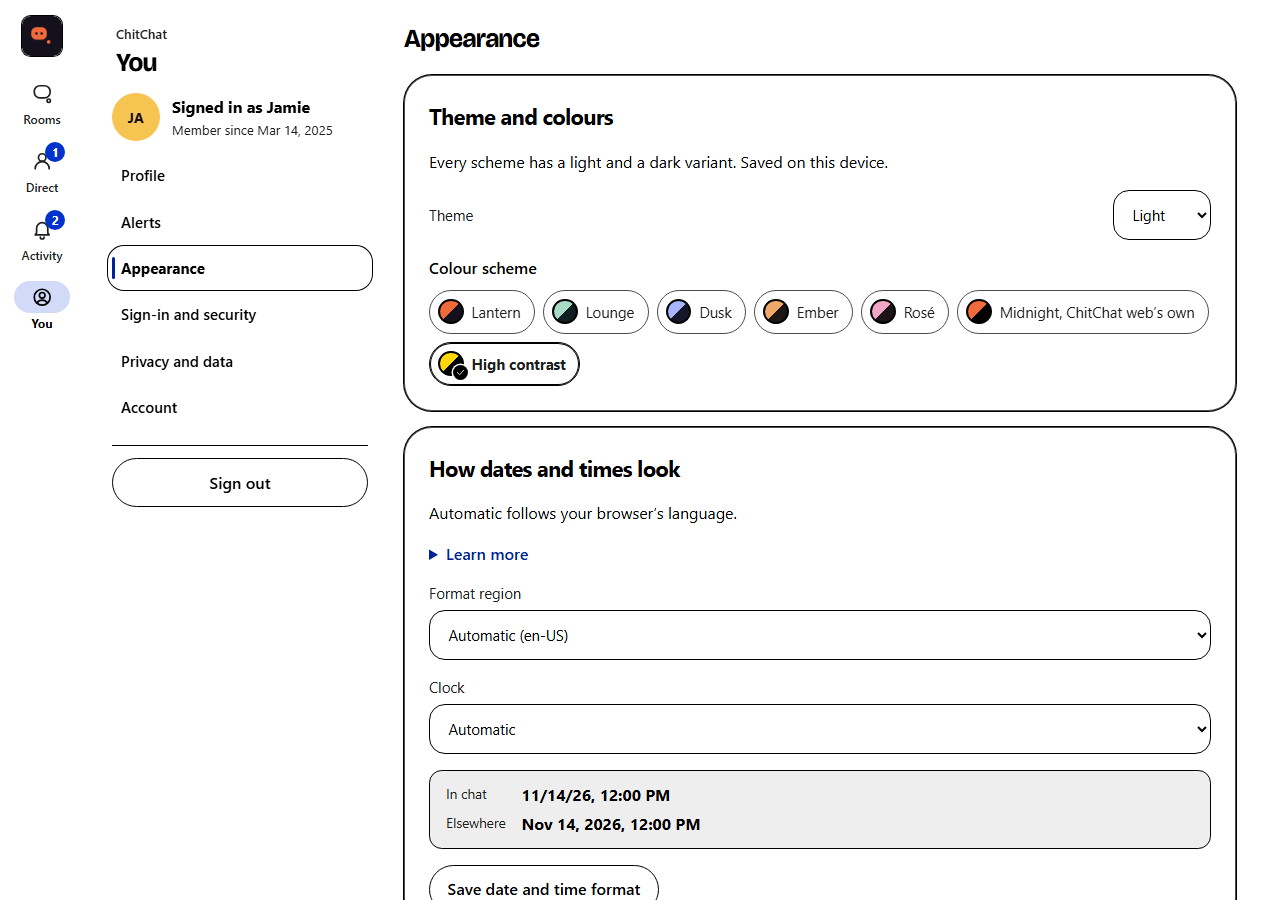 ChitChat
You
JA
Signed in as Jamie
Member since Mar 14, 2025
Rooms
1
Direct
2
Activity
You
Profile
Alerts
Appearance
Sign-in and security
Privacy and data
Account
Sign out
Appearance
Theme and colours
Every scheme has a light and a dark variant. Saved on this device.
Theme
Light
Colour scheme
Lantern
Lounge
Dusk
Ember
Rosé
Midnight, ChitChat web’s own
High contrast
How dates and times look
Automatic follows your browser’s language.
Learn more
Format region
Automatic (en-US)
Clock
Automatic
In chat 11/14/26, 12:00 PM
Elsewhere Nov 14, 2026, 12:00 PM
Save date and time format